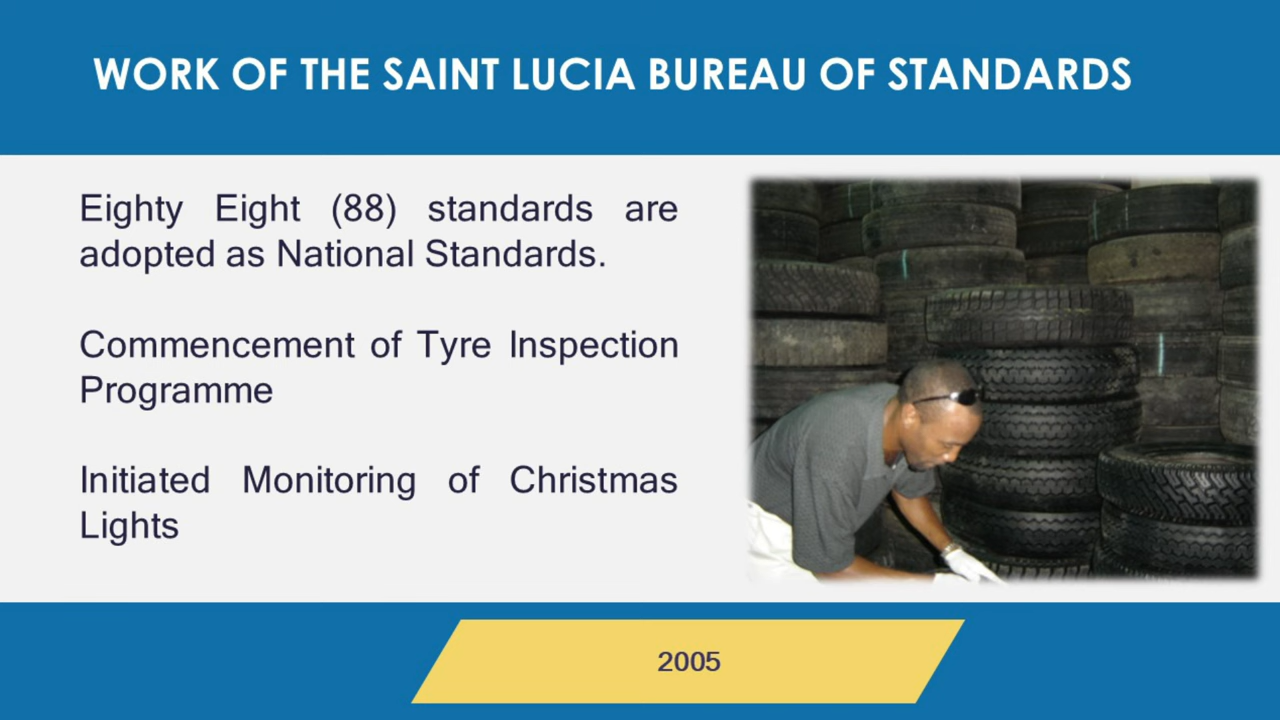 WORK OF THE SAINT LUCIA BUREAU OF STANDARDS
Eighty Eight (88) standards are
adopted as National Standards.
Commencement of Tyre Inspection
Programme
Initiated Monitoring of Christmas
Lights
2005